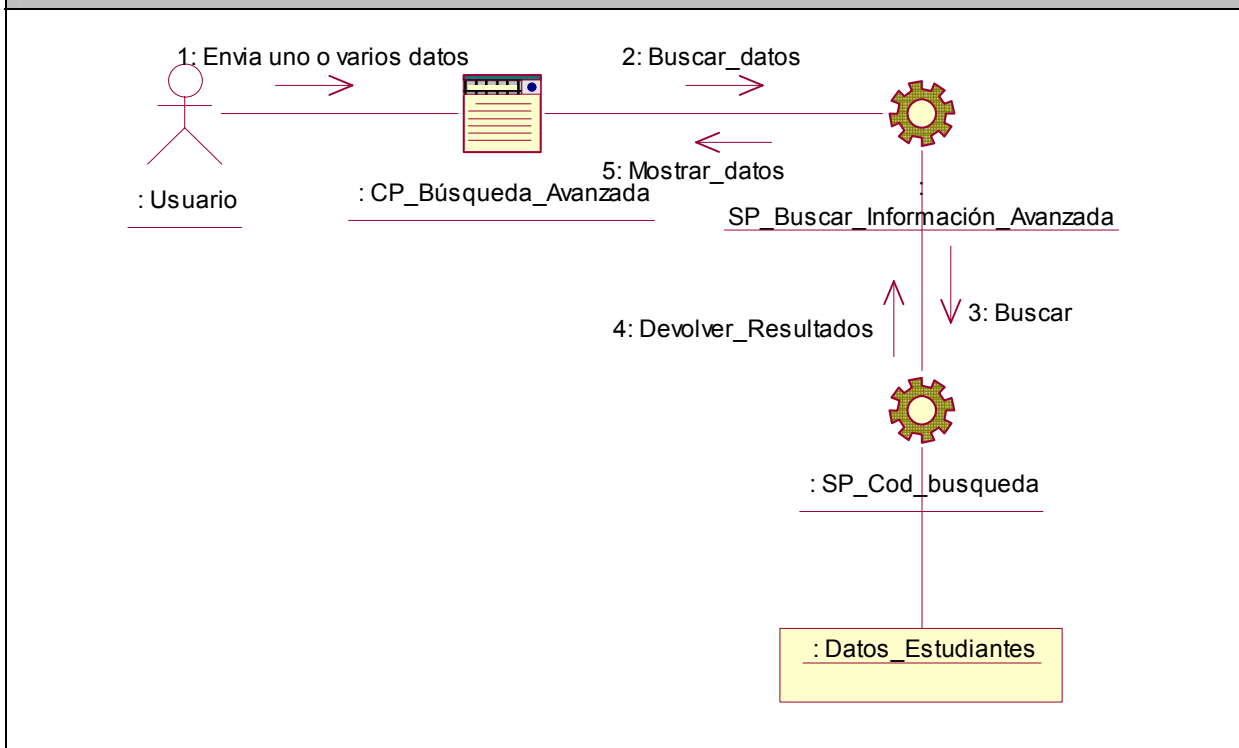 1: Envia uno o varios datos
2: Buscar_datos
5: Mostrar_datos
: Usuario
: CP_Búsqueda_Avanzada
:
SP_Buscar_Información_Avanzada
3: Buscar
4: Devolver_Resultados
: SP_Cod_busqueda
: Datos_Estudiantes